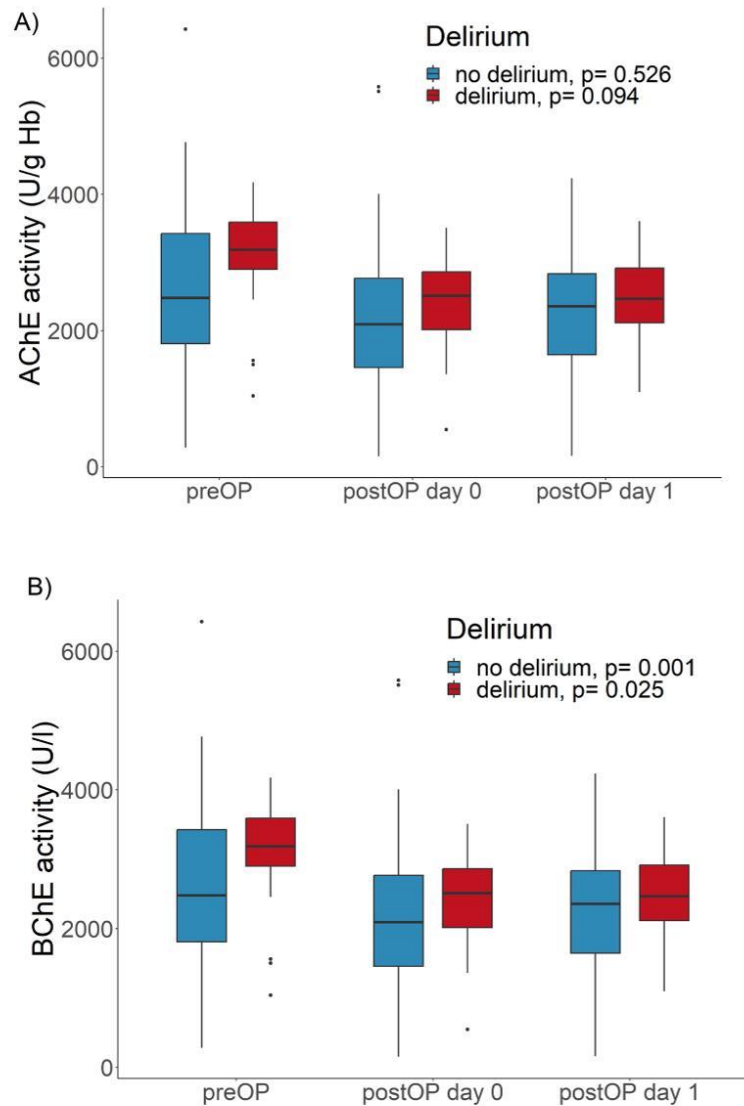 A)
Delirium
no delirium, p= 0.526
delirium, p= 0.094
AChE activity (U/g Hb)
6000
4000
2000
0
preOP postOP day 0 postOP day 1
B)
Delirium
no delirium, p= 0.001
delirium, p= 0.025
BChE activity (U/l)
6000
4000
2000
0
preOP postOP day 0 postOP day 1